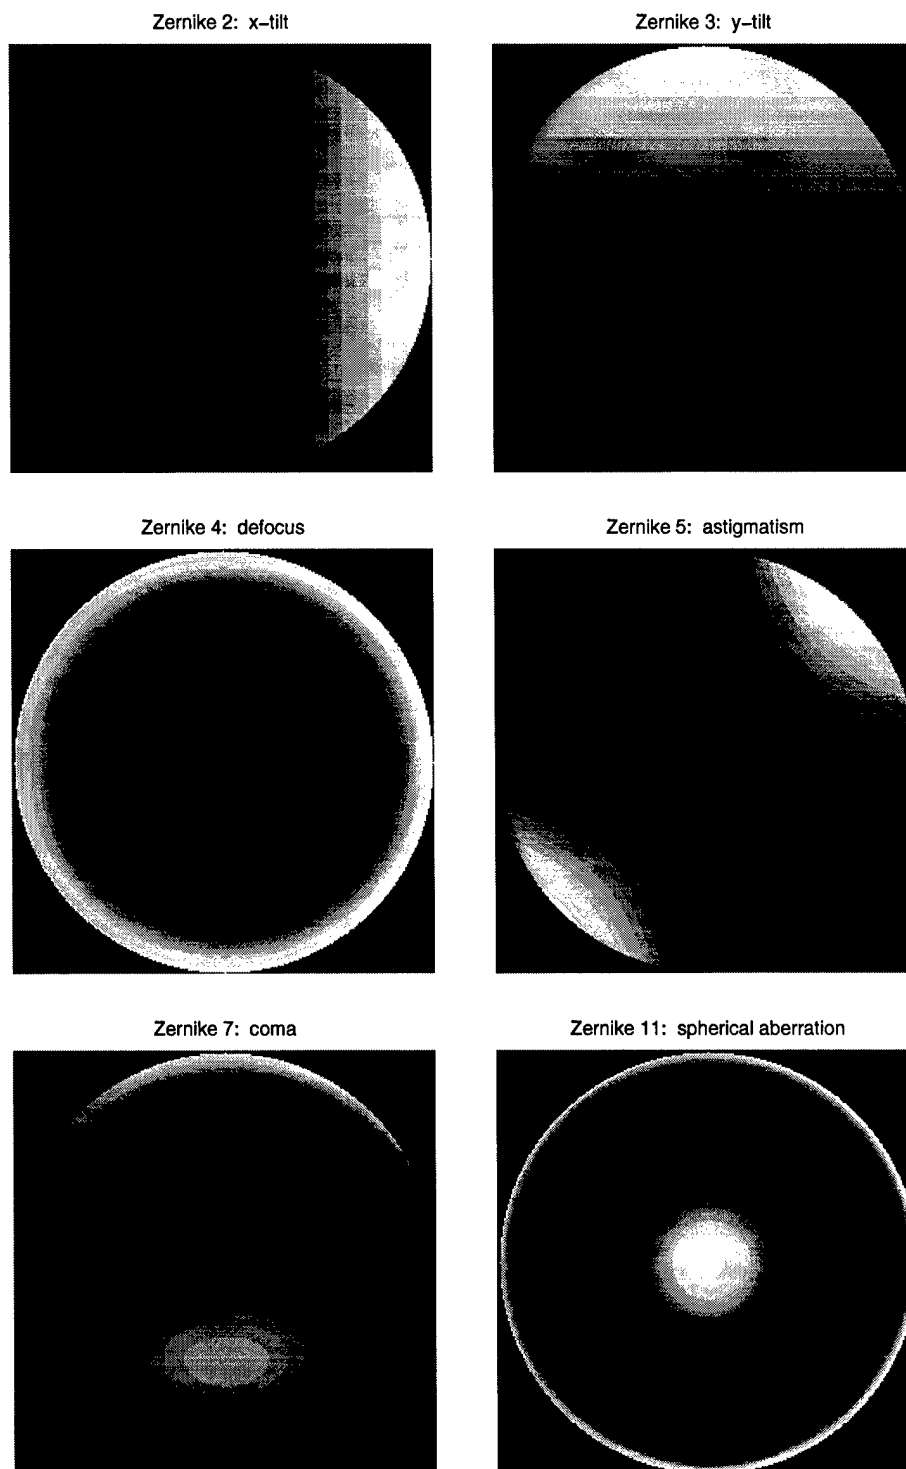 Zernike 2: x−tilt
Zernike 3: y−tilt
Zernike 4: defocus
Zernike 5: astigmatism
Zernike 7: coma
Zernike 11: spherical aberration